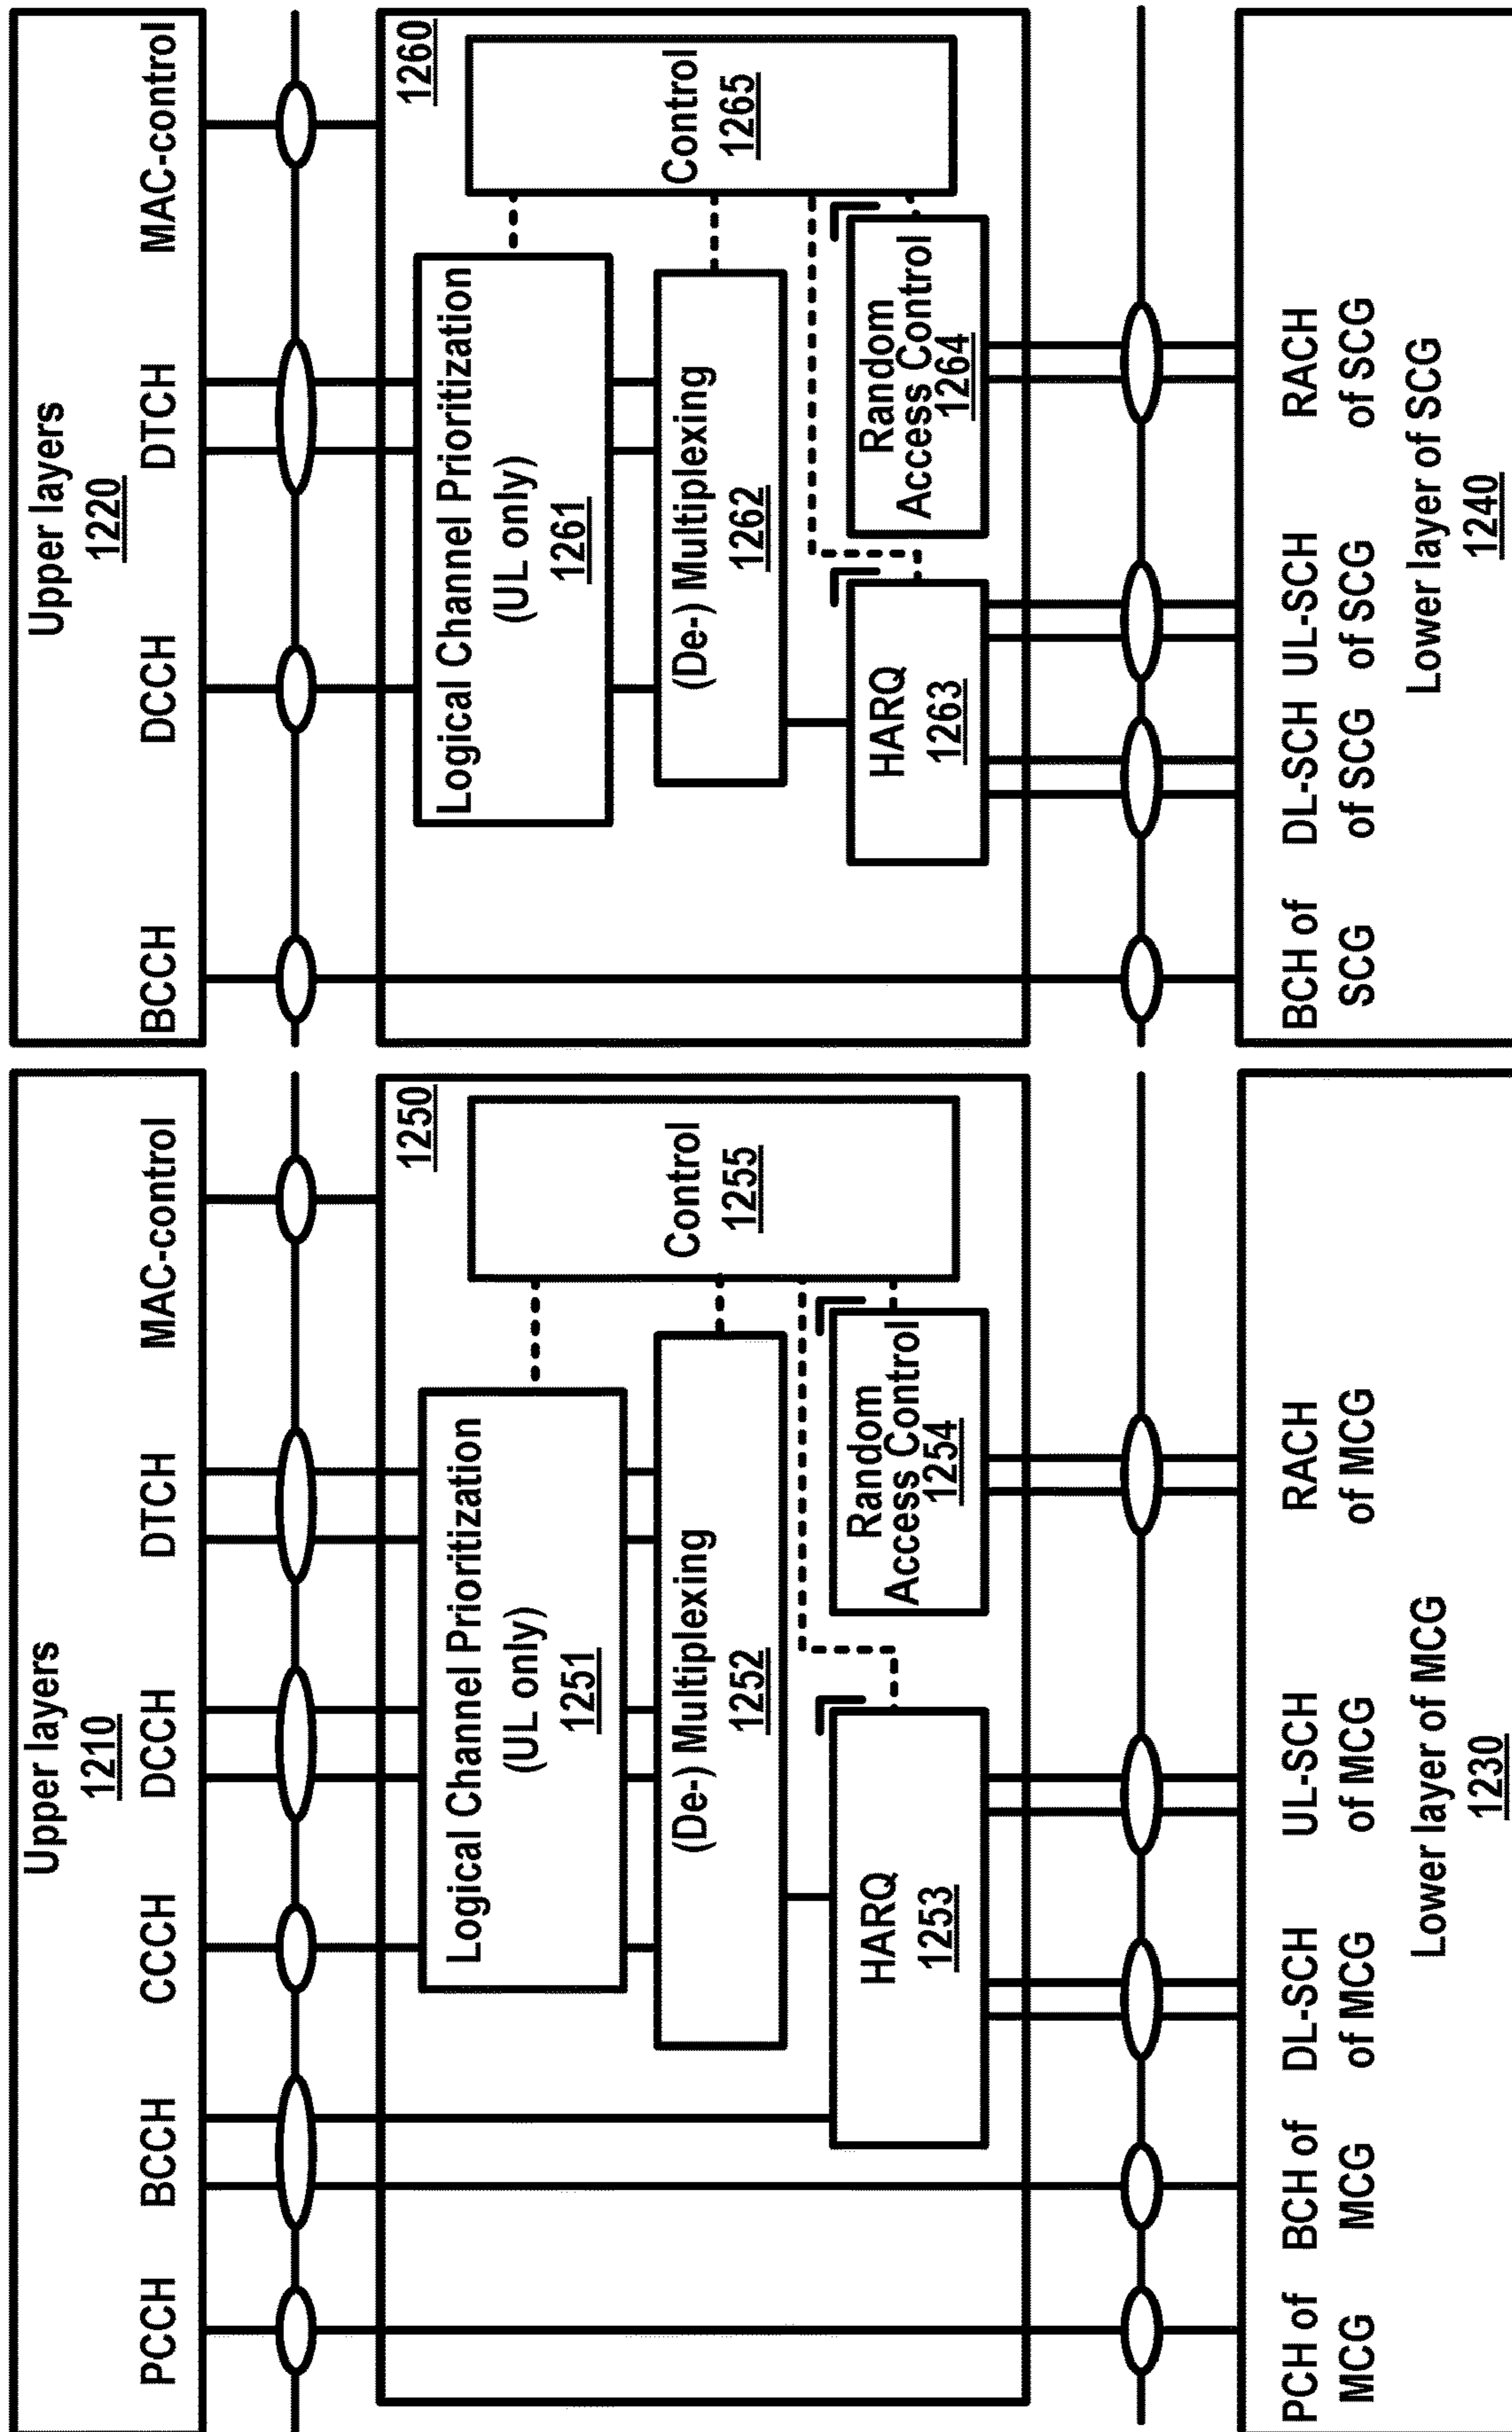 Upper layers
1210
PCCH
BCCH
CCCH
DCCH
DTCH
MAC-control
1250
Logical Channel Prioritization
(UL only)
1251
(De-) Multiplexing
1252
HARQ
1253
Random
Access Control
1254
Control
1255
PCH of
MCG
BCH of
MCG
DL-SCH
of MCG
UL-SCH
of MCG
RACH
of MCG
Lower layer of MCG
1230
Upper layers
1220
BCCH
DCCH
DTCH
MAC-control
1260
Logical Channel Prioritization
(UL only)
1261
(De-) Multiplexing
1262
HARQ
1263
Random
Access Control
1264
Control
1265
BCH of
SCG
DL-SCH
of SCG
UL-SCH
of SCG
RACH
of SCG
Lower layer of SCG
1240